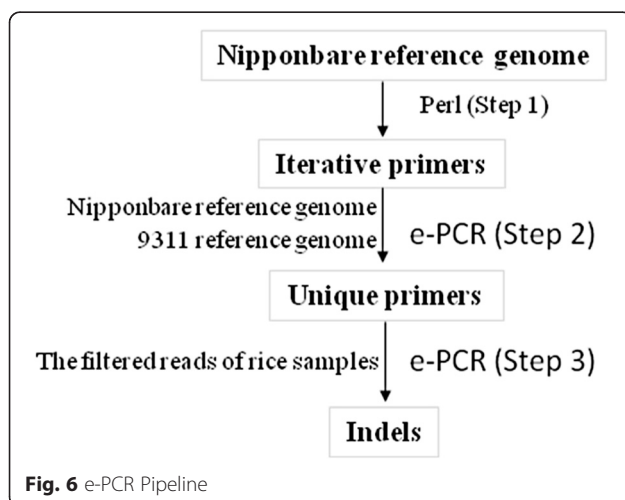 Nipponbare reference genome
Perl (Step 1)
Iterative primers
Nipponbare reference genome
9311 reference genome
e-PCR (Step 2)
Unique primers
The filtered reads of rice samples
e-PCR (Step 3)
Indels
Fig. 6 e-PCR Pipeline